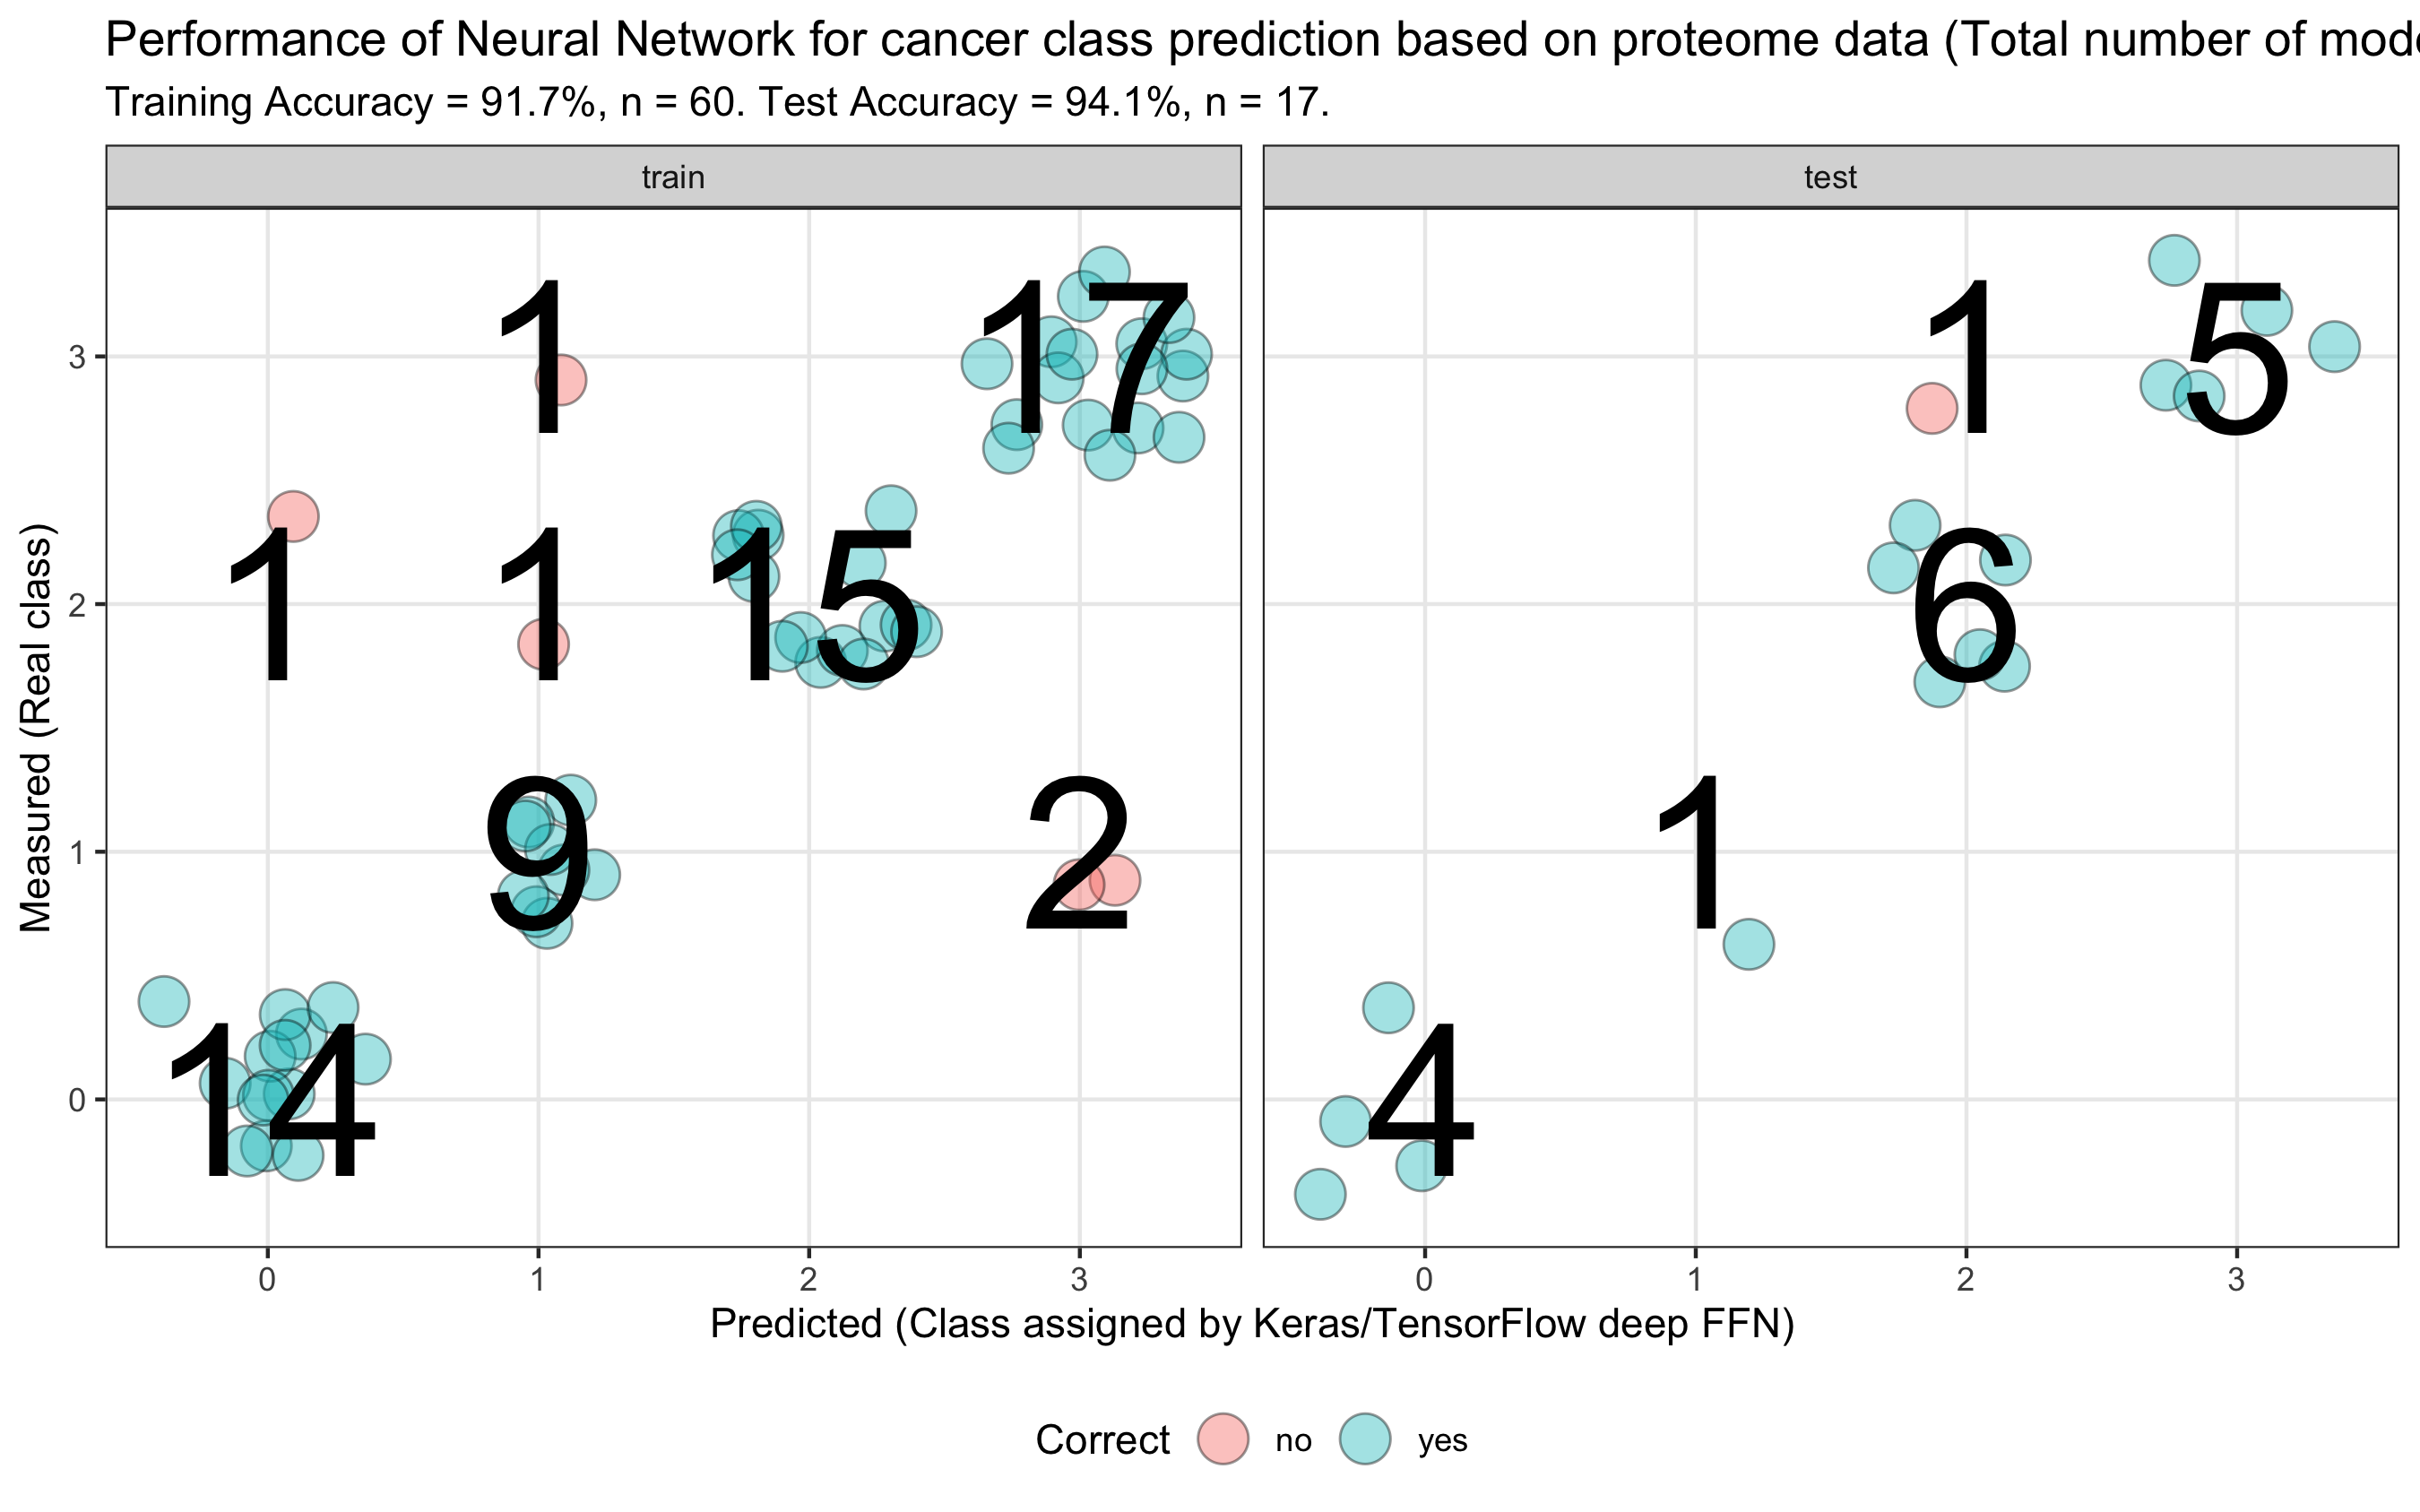 Performance of Neural Network for cancer class prediction based on proteome data (Total number of mod
Training Accuracy = 91.7%, n = 60. Test Accuracy = 94.1%, n = 17.
train
test
1
17
1
5
3
1
1
15
6
2
9
2
1
1
14
4
0
0
1
2
3
0
1
2
3
Measured (Real class)
Predicted (Class assigned by Keras/TensorFlow deep FFN)
Correct
no
yes